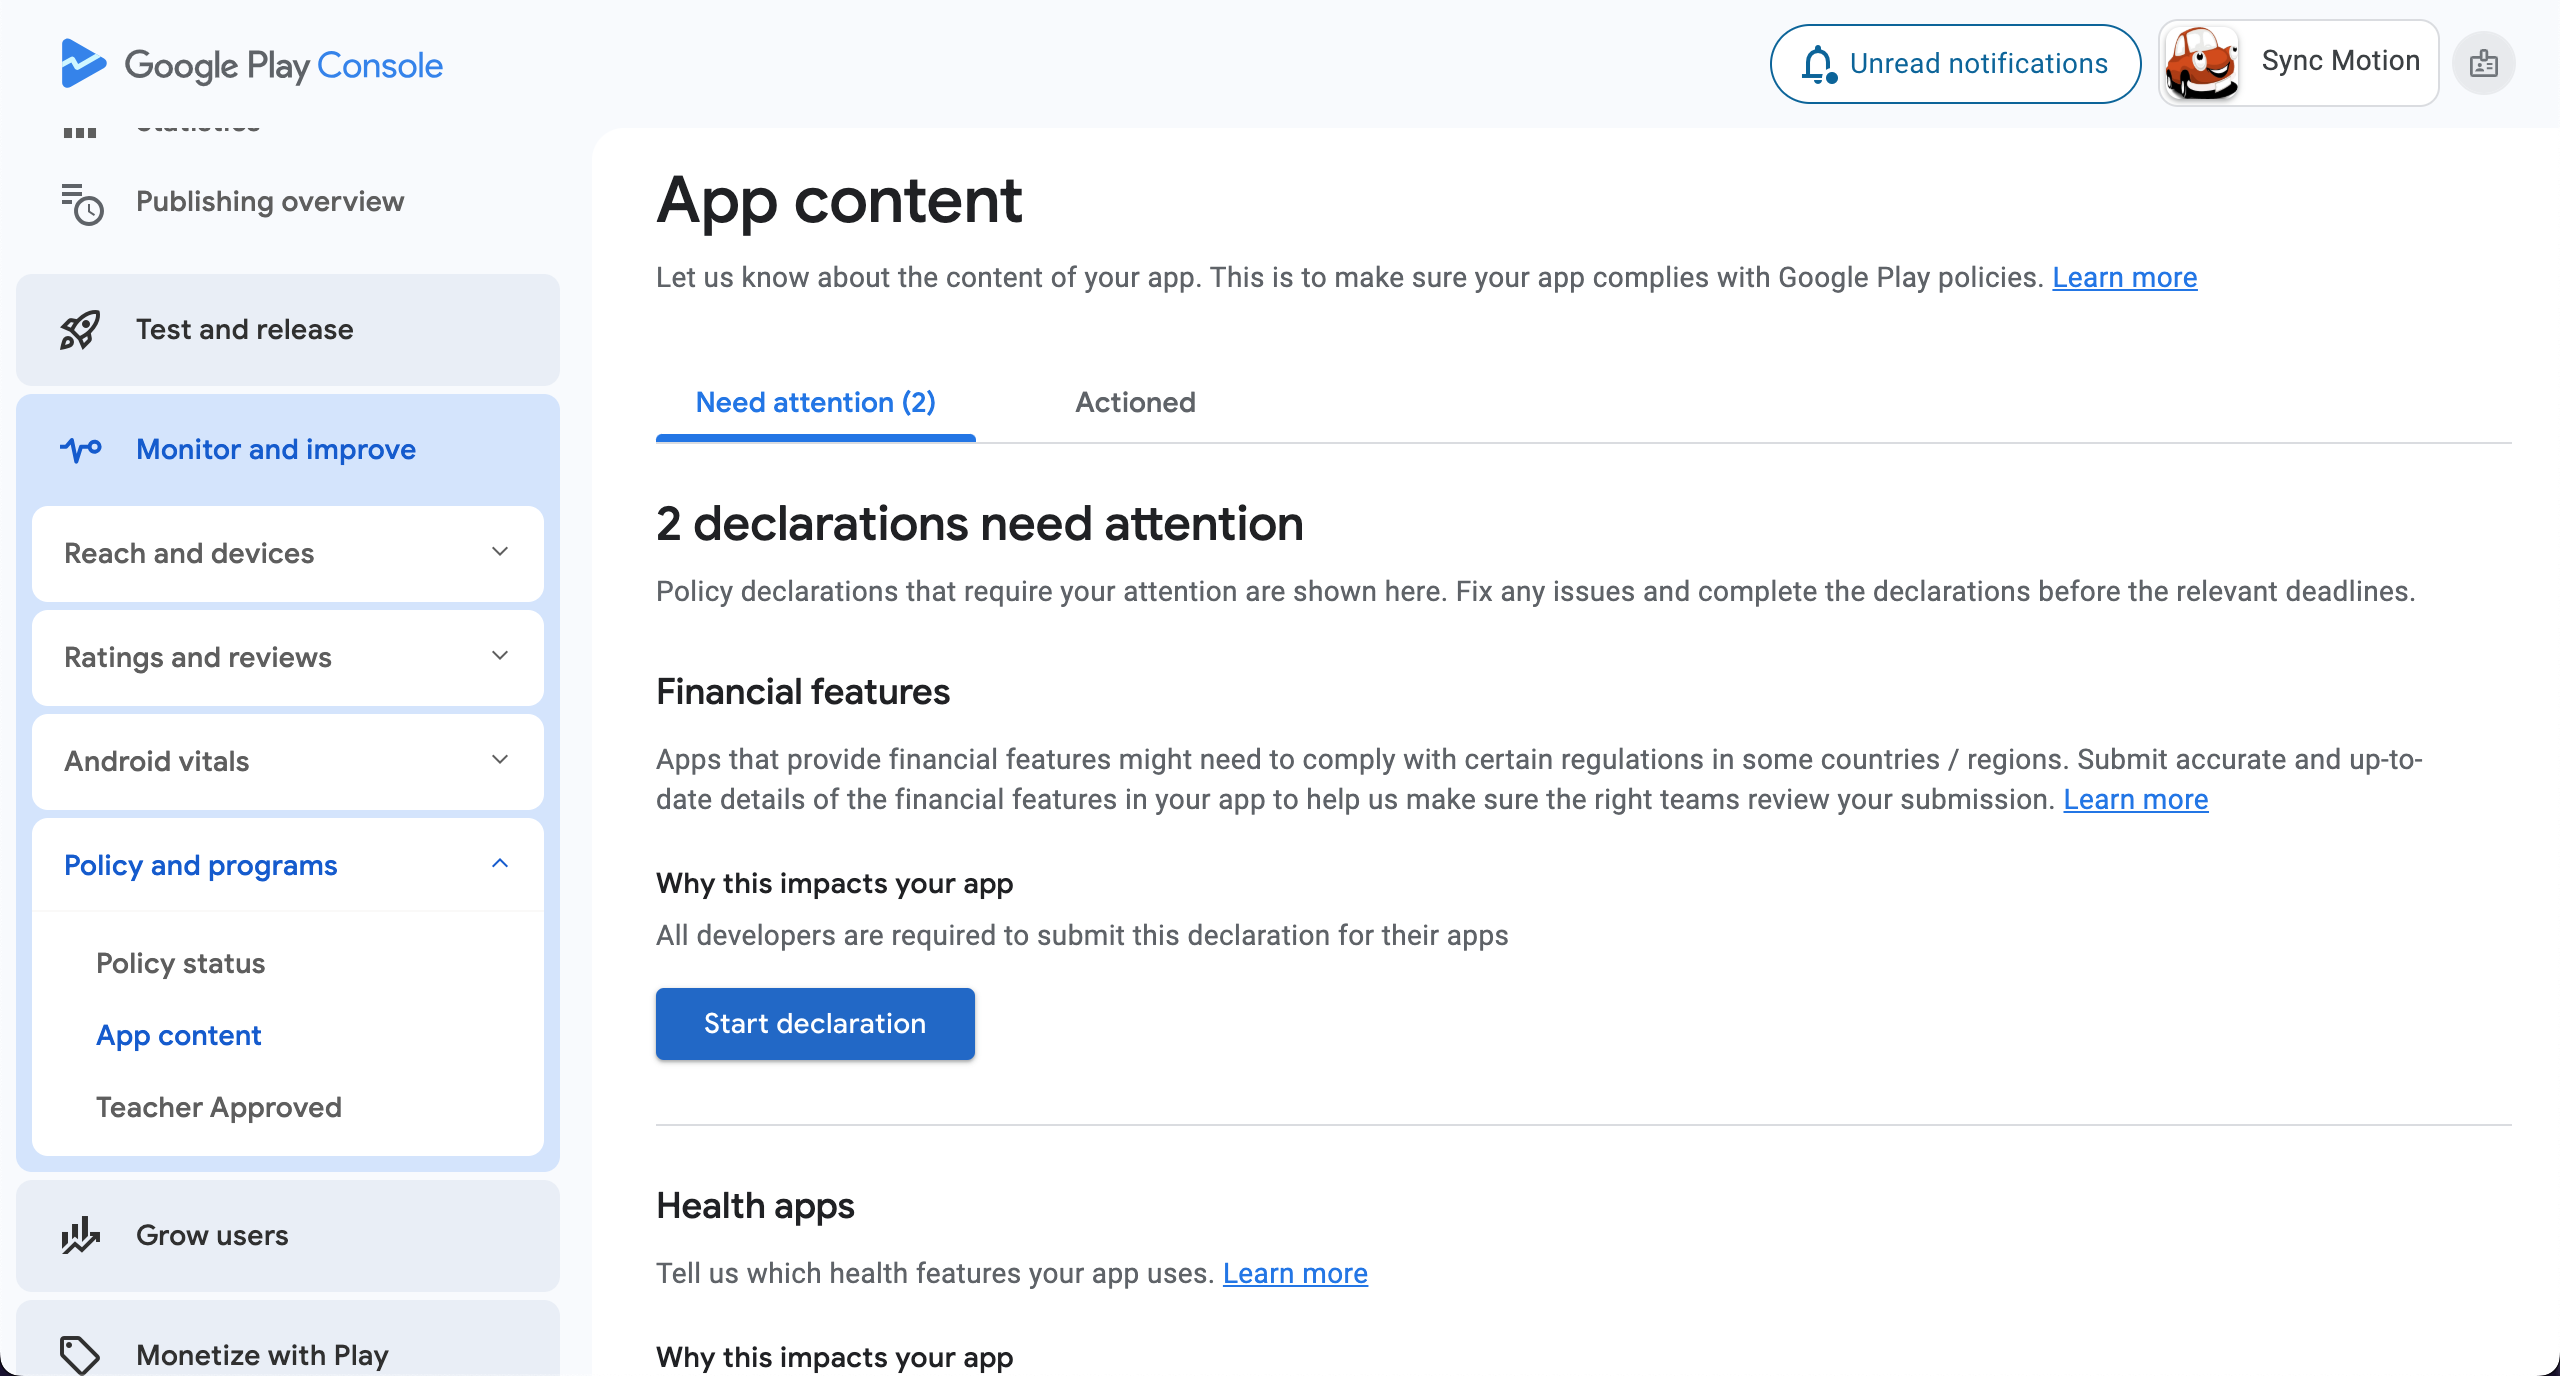 Google Play Console
Unread notifications
Sync Motion
Statistics
Publishing overview
Test and release
Monitor and improve
Reach and devices
Ratings and reviews
Android vitals
Policy and programs
Policy status
App content
Teacher Approved
Grow users
Monetize with Play
App content
Let us know about the content of your app. This is to make sure your app complies with Google Play policies. Learn more
Need attention (2)
Actioned
2 declarations need attention
Policy declarations that require your attention are shown here. Fix any issues and complete the declarations before the relevant deadlines.
Financial features
Apps that provide financial features might need to comply with certain regulations in some countries / regions. Submit accurate and up-to-
date details of the financial features in your app to help us make sure the right teams review your submission. Learn more
Why this impacts your app
All developers are required to submit this declaration for their apps
Start declaration
Health apps
Tell us which health features your app uses. Learn more
Why this impacts your app